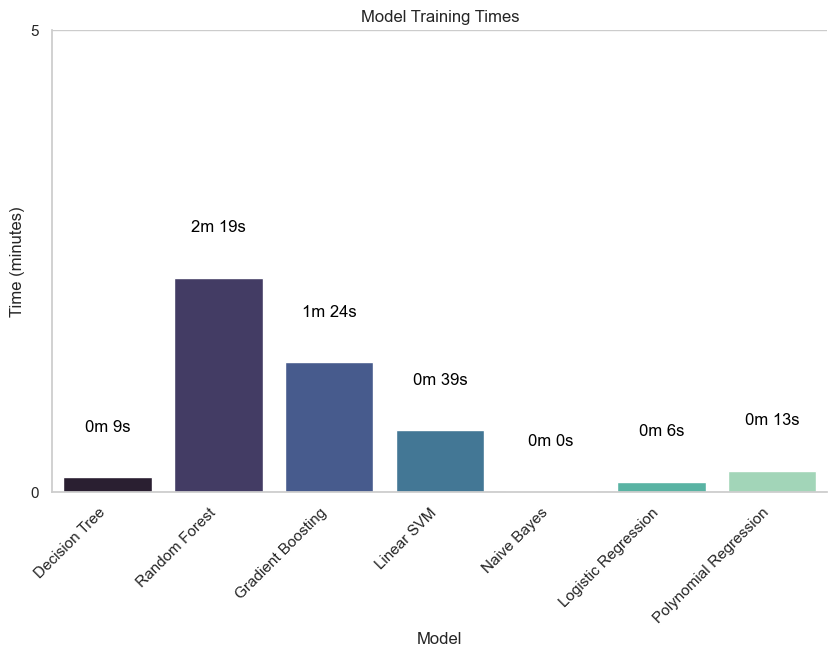 Model Training Times
5
0
Time (minutes)
0m 9s
2m 19s
1m 24s
0m 39s
0m 0s
0m 6s
0m 13s
Decision Tree
Random Forest
Gradient Boosting
Linear SVM
Naive Bayes
Logistic Regression
Polynomial Regression
Model